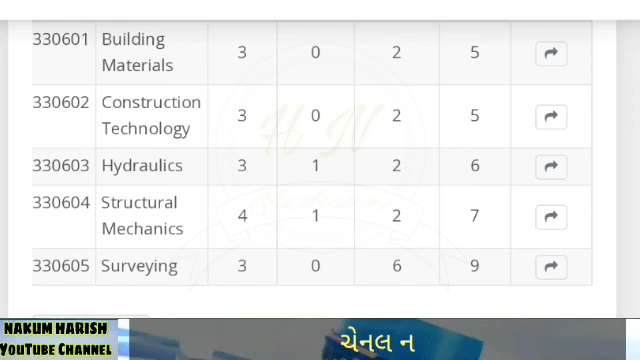 330601 Building Materials 3 0 2 5
330602 Construction Technology 3 0 2 5
330603 Hydraulics 3 1 2 6
330604 Structural Mechanics 4 1 2 7
330605 Surveying 3 0 6 9
H N
NAKUM HARISH
YouTube Channel
ચેનલ ન